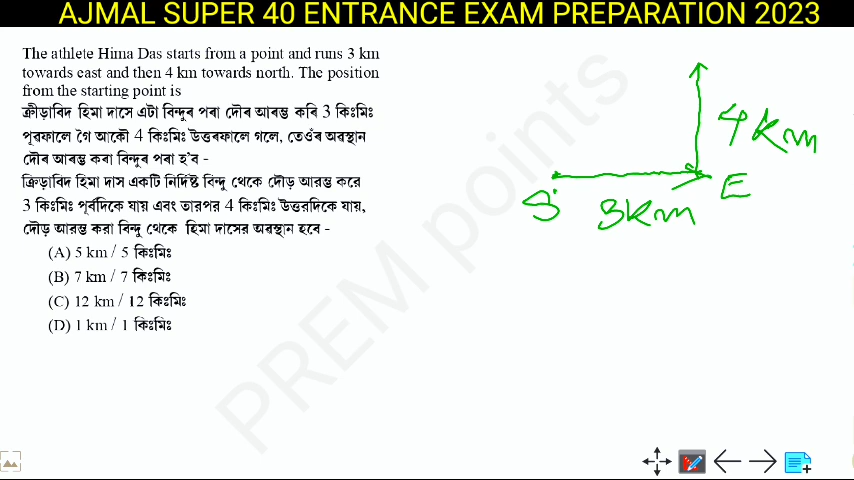 AJMAL SUPER 40 ENTRANCE EXAM PREPARATION 2023
The athlete Hima Das starts from a point and runs 3 km
towards east and then 4 km towards north. The position
from the starting point is
ক্ৰীড়াবিদ হিমা দাসে এটা বিন্দুৰ পৰা দৌৰ আৰম্ভ কৰি 3 কিঃমিঃ
পূৱফালে গৈ আকৌ 4 কিঃমিঃ উত্তৰফালে গলে, তেওঁৰ অৱস্থান
দৌৰ আৰম্ভ কৰা বিন্দুৰ পৰা হ'ব -
ক্রিড়াবিদ হিমা দাস একটি নির্দিষ্ট বিন্দু থেকে দৌড় আরম্ভ করে
3 কিঃমিঃ পূর্বদিকে যায় এবং তারপর 4 কিঃমিঃ উত্তরদিকে যায়,
দৌড় আরম্ভ করা বিন্দু থেকে হিমা দাসের অবস্থান হবে -
(A) 5 km / 5 কিঃমিঃ
(B) 7 km / 7 কিঃমিঃ
(C) 12 km / 12 কিঃমিঃ
(D) 1 km / 1 কিঃমিঃ
4km
E
S
3km
PREM points